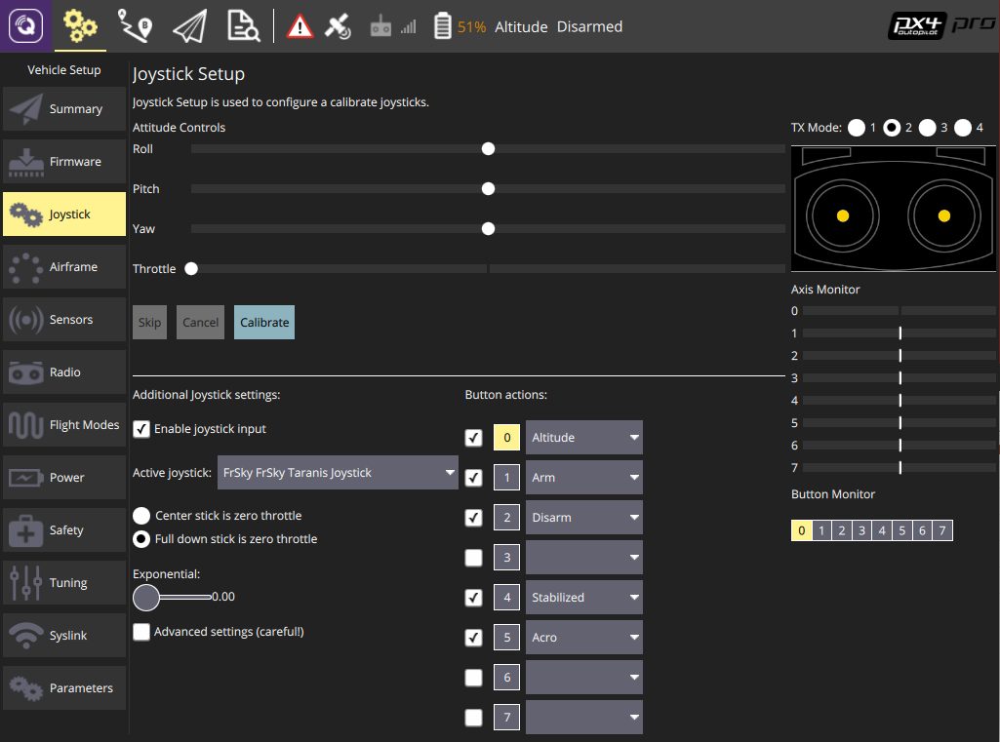 51% Altitude Disarmed
px4 autopilot pro
Vehicle Setup
Summary
Firmware
Joystick
Airframe
Sensors
Radio
Flight Modes
Power
Safety
Tuning
Syslink
Parameters
Joystick Setup
Joystick Setup is used to configure a calibrate joysticks.
Attitude Controls
Roll
Pitch
Yaw
Throttle
Skip Cancel Calibrate
TX Mode: 1 2 3 4
Axis Monitor
0
1
2
3
4
5
6
7
Button Monitor
0 1 2 3 4 5 6 7
Additional Joystick settings:
Enable joystick input
Active joystick: FrSky FrSky Taranis Joystick
Center stick is zero throttle
Full down stick is zero throttle
Exponential:
0.00
Advanced settings (careful!)
Button actions:
0 Altitude
1 Arm
2 Disarm
3
4 Stabilized
5 Acro
6
7